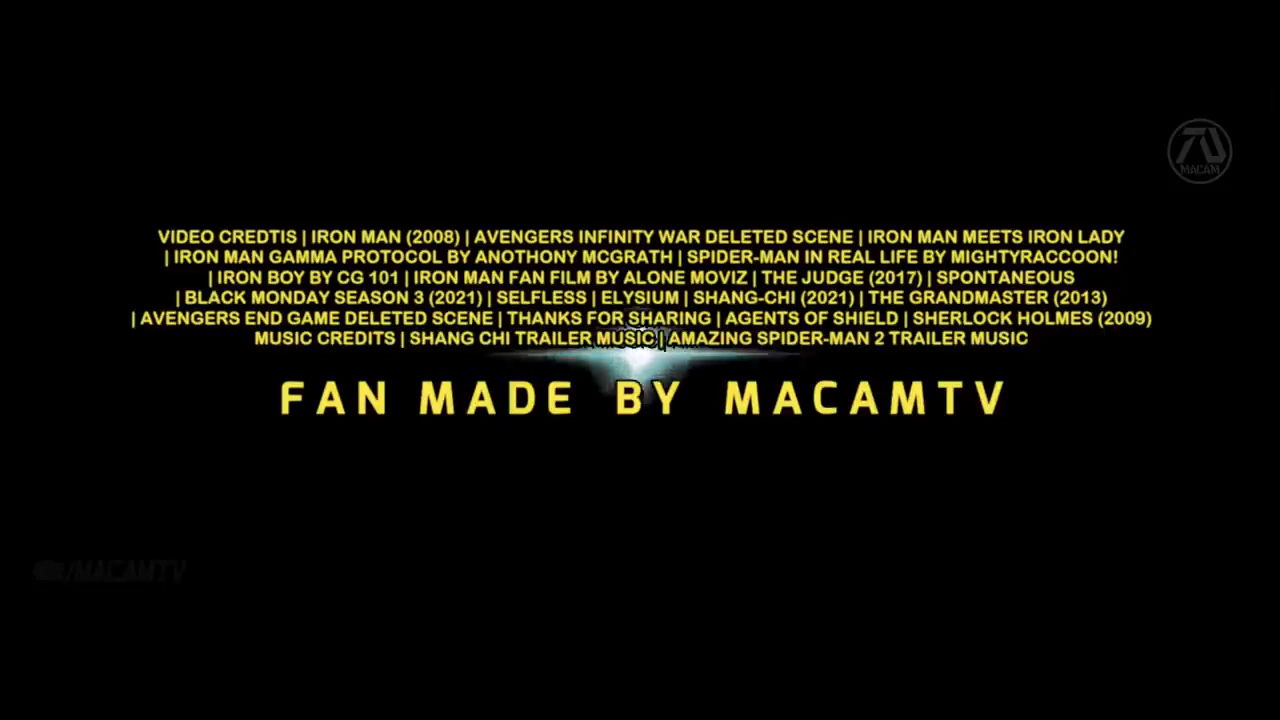 MACAM
VIDEO CREDTIS | IRON MAN (2008) | AVENGERS INFINITY WAR DELETED SCENE | IRON MAN MEETS IRON LADY
| IRON MAN GAMMA PROTOCOL BY ANOTHONY MCGRATH | SPIDER-MAN IN REAL LIFE BY MIGHTYRACCOON!
| IRON BOY BY CG 101 | IRON MAN FAN FILM BY ALONE MOVIZ | THE JUDGE (2017) | SPONTANEOUS
| BLACK MONDAY SEASON 3 (2021) | SELFLESS | ELYSIUM | SHANG-CHI (2021) | THE GRANDMASTER (2013)
| AVENGERS END GAME DELETED SCENE | THANKS FOR SHARING | AGENTS OF SHIELD | SHERLOCK HOLMES (2009)
MUSIC CREDITS | SHANG CHI TRAILER MUSIC | AMAZING SPIDER-MAN 2 TRAILER MUSIC
FAN MADE BY MACAMTV
/MACAMTV